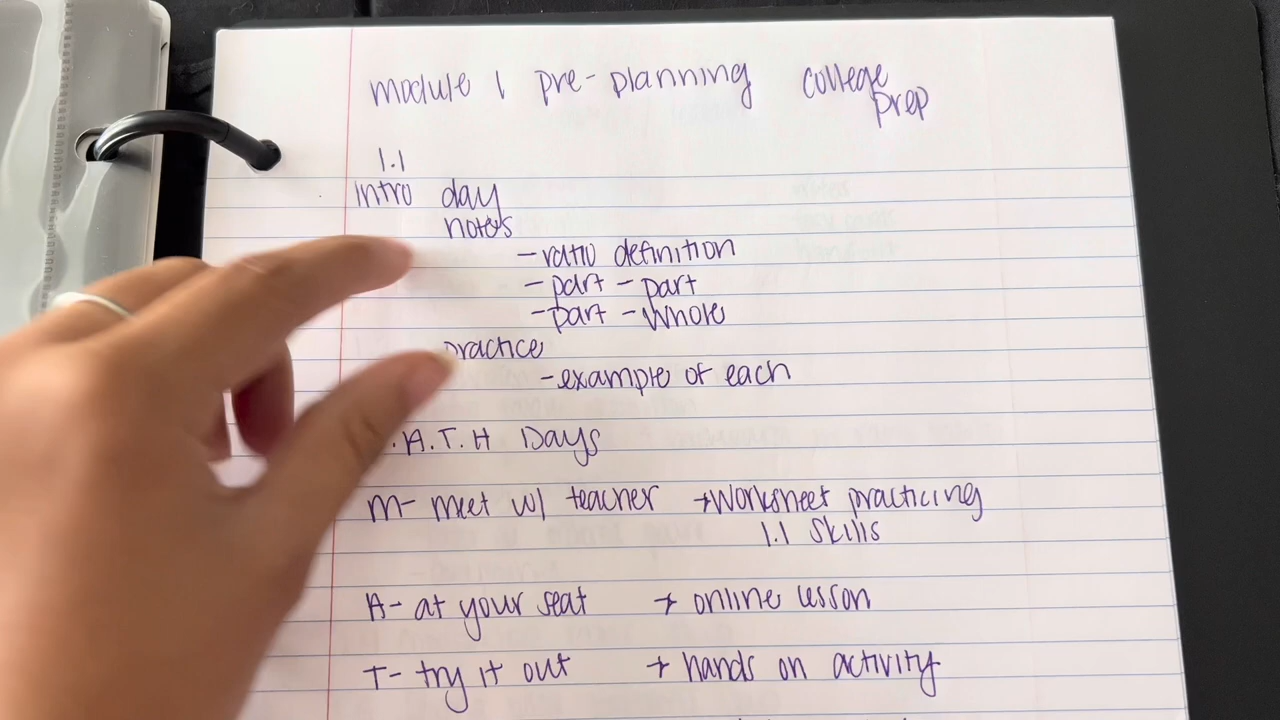 module 1 pre-planning college prep
1.1
intro day
notes
- ratio definition
- part - part
- part - whole
practice
- example of each
.A.T.H Days
M- meet w/ teacher → worksheet practicing
1.1 skills
A- at your seat → online lesson
T- try it out → hands on activity